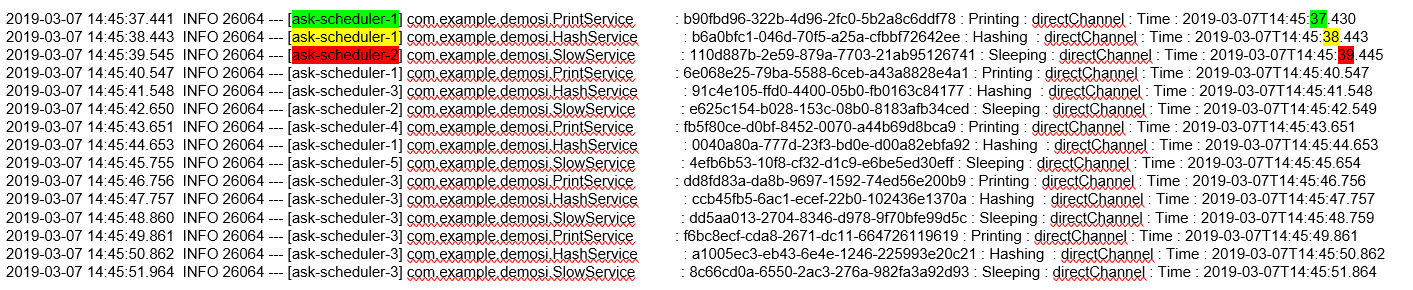 2019-03-07 14:45:37.441 INFO 26064 --- [ask-scheduler-1] com.example.demosi.PrintService : b90fbd96-322b-4d96-2fc0-5b2a8c6ddf78 : Printing : directChannel : Time : 2019-03-07T14:45:37.430
2019-03-07 14:45:38.443 INFO 26064 --- [ask-scheduler-1] com.example.demosi.HashService : b6a0bfc1-046d-70f5-a25a-cfbbf72642ee : Hashing : directChannel : Time : 2019-03-07T14:45:38.443
2019-03-07 14:45:39.545 INFO 26064 --- [ask-scheduler-2] com.example.demosi.SlowService : 110d887b-2e59-879a-7703-21ab95126741 : Sleeping : directChannel : Time : 2019-03-07T14:45:39.445
2019-03-07 14:45:40.547 INFO 26064 --- [ask-scheduler-1] com.example.demosi.PrintService : 6e068e25-79ba-5588-6ceb-a43a8828e4a1 : Printing : directChannel : Time : 2019-03-07T14:45:40.547
2019-03-07 14:45:41.548 INFO 26064 --- [ask-scheduler-3] com.example.demosi.HashService : 91c4e105-ffd0-4400-05b0-fb0163c84177 : Hashing : directChannel : Time : 2019-03-07T14:45:41.548
2019-03-07 14:45:42.650 INFO 26064 --- [ask-scheduler-2] com.example.demosi.SlowService : e625c154-b028-153c-08b0-8183afb34ced : Sleeping : directChannel : Time : 2019-03-07T14:45:42.549
2019-03-07 14:45:43.651 INFO 26064 --- [ask-scheduler-4] com.example.demosi.PrintService : fb5f80ce-d0bf-8452-0070-a44b69d8bca9 : Printing : directChannel : Time : 2019-03-07T14:45:43.651
2019-03-07 14:45:44.653 INFO 26064 --- [ask-scheduler-1] com.example.demosi.HashService : 0040a80a-777d-23f3-bd0e-d00a82ebfa92 : Hashing : directChannel : Time : 2019-03-07T14:45:44.653
2019-03-07 14:45:45.755 INFO 26064 --- [ask-scheduler-5] com.example.demosi.SlowService : 4efb6b53-10f8-cf32-d1c9-e6be5ed30eff : Sleeping : directChannel : Time : 2019-03-07T14:45:45.654
2019-03-07 14:45:46.756 INFO 26064 --- [ask-scheduler-3] com.example.demosi.PrintService : dd8fd83a-da8b-9697-1592-74ed56e200b9 : Printing : directChannel : Time : 2019-03-07T14:45:46.756
2019-03-07 14:45:47.757 INFO 26064 --- [ask-scheduler-3] com.example.demosi.HashService : ccb45fb5-6ac1-ecef-22b0-102436e1370a : Hashing : directChannel : Time : 2019-03-07T14:45:47.757
2019-03-07 14:45:48.860 INFO 26064 --- [ask-scheduler-3] com.example.demosi.SlowService : dd5aa013-2704-8346-d978-9f70bfe99d5c : Sleeping : directChannel : Time : 2019-03-07T14:45:48.759
2019-03-07 14:45:49.861 INFO 26064 --- [ask-scheduler-3] com.example.demosi.PrintService : f6bc8ecf-cda8-2671-dc11-664726119619 : Printing : directChannel : Time : 2019-03-07T14:45:49.861
2019-03-07 14:45:50.862 INFO 26064 --- [ask-scheduler-3] com.example.demosi.HashService : a1005ec3-eb43-6e4e-1246-225993e20c21 : Hashing : directChannel : Time : 2019-03-07T14:45:50.862
2019-03-07 14:45:51.964 INFO 26064 --- [ask-scheduler-3] com.example.demosi.SlowService : 8c66cd0a-6550-2ac3-276a-982fa3a92d93 : Sleeping : directChannel : Time : 2019-03-07T14:45:51.864